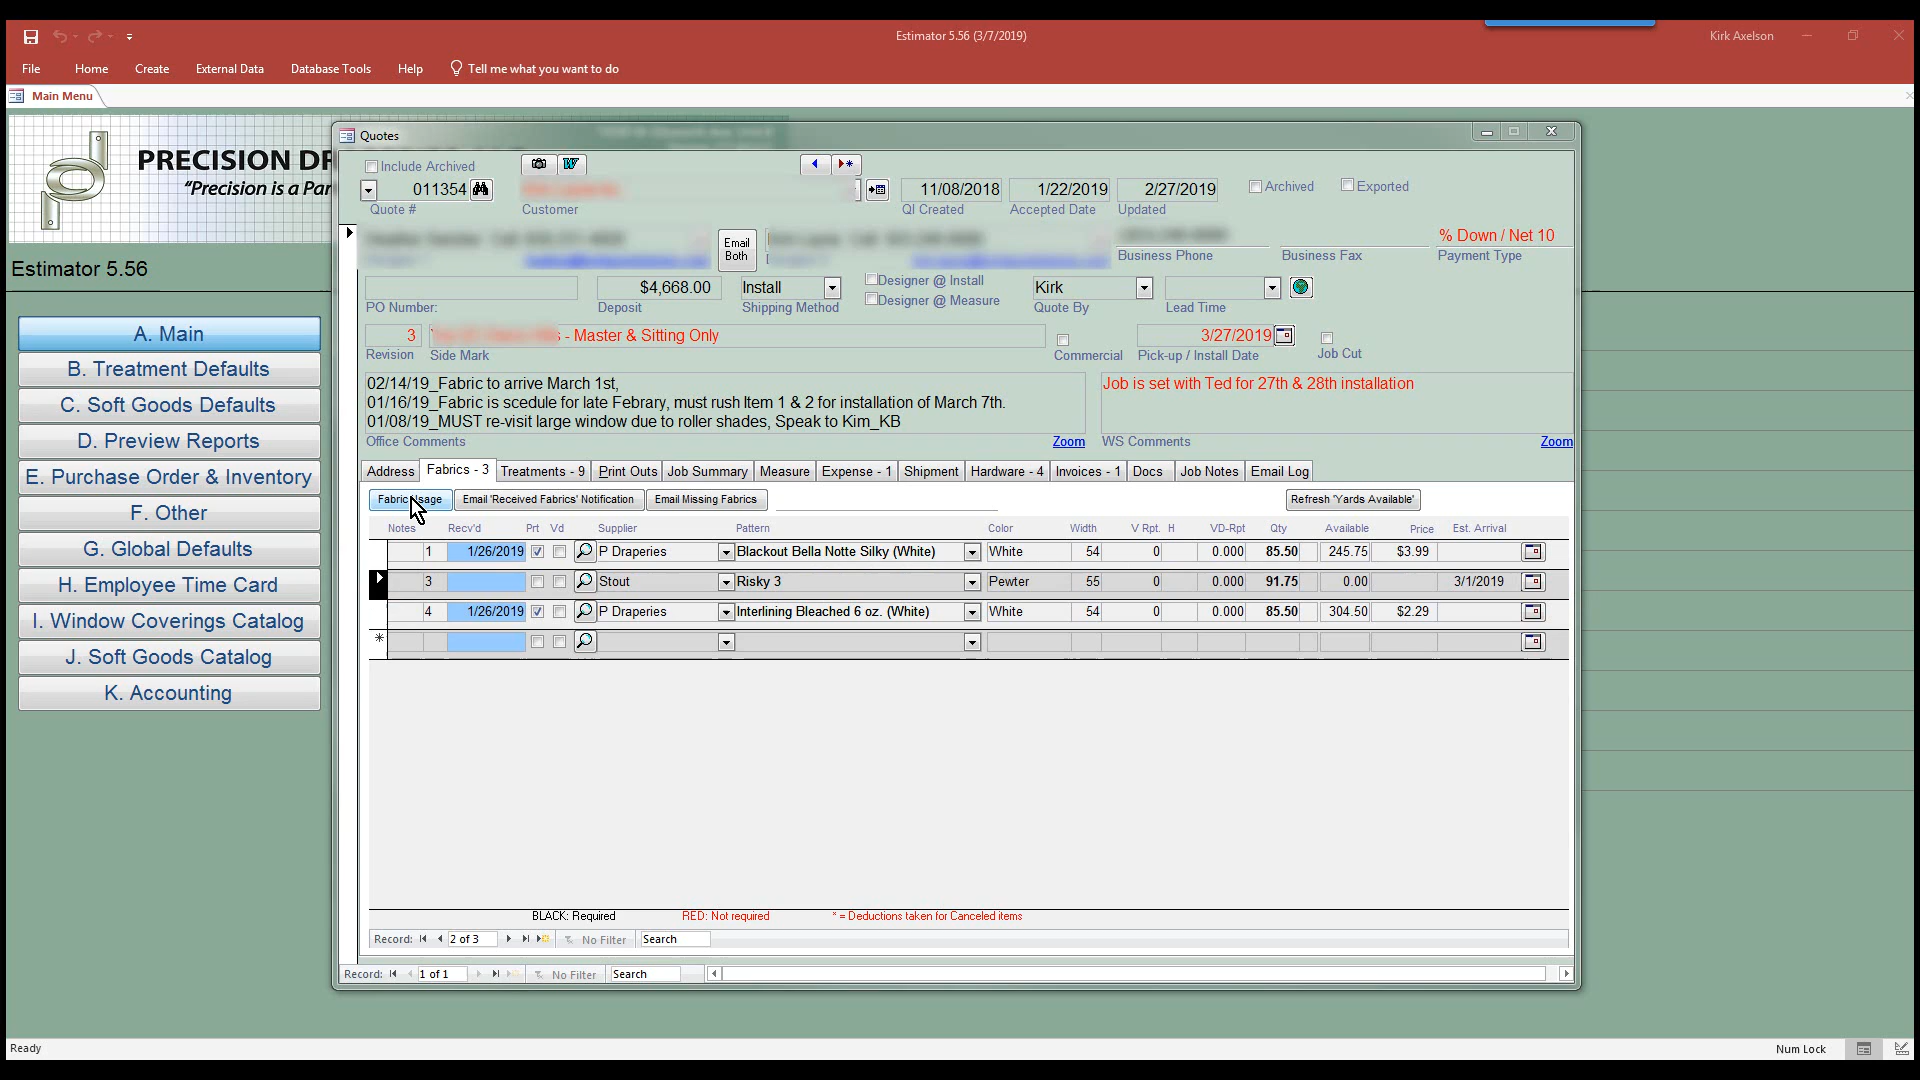 Estimator 5.56 (3/7/2019)
Kirk Axelson
File Home Create External Data Database Tools Help Tell me what you want to do
Main Menu
PRECISION DR
"Precision is a Par
Estimator 5.56
A. Main
B. Treatment Defaults
C. Soft Goods Defaults
D. Preview Reports
E. Purchase Order & Inventory
F. Other
G. Global Defaults
H. Employee Time Card
I. Window Coverings Catalog
J. Soft Goods Catalog
K. Accounting
Quotes
Include Archived
011354 11/08/2018 1/22/2019 2/27/2019 Archived Exported
Quote # Customer QI Created Accepted Date Updated
Email Both
% Down / Net 10
Business Phone Business Fax Payment Type
$4,668.00 Install Designer @ Install Kirk
PO Number: Deposit Shipping Method Designer @ Measure Quote By Lead Time
3 - Master & Sitting Only 3/27/2019
Revision Side Mark Commercial Pick-up / Install Date Job Cut
02/14/19_Fabric to arrive March 1st,
01/16/19_Fabric is scedule for late Febrary, must rush Item 1 & 2 for installation of March 7th.
01/08/19_MUST re-visit large window due to roller shades, Speak to Kim_KB
Job is set with Ted for 27th & 28th installation
Office Comments Zoom WS Comments Zoom
Address Fabrics - 3 Treatments - 9 Print Outs Job Summary Measure Expense - 1 Shipment Hardware - 4 Invoices - 1 Docs Job Notes Email Log
Fabric Usage Email 'Received Fabrics' Notification Email Missing Fabrics Refresh 'Yards Available'
Notes Recv'd Prt Vd Supplier Pattern Color Width V Rpt. H VD-Rpt Qty Available Price Est. Arrival
1 1/26/2019 P Draperies Blackout Bella Notte Silky (White) White 54 0 0.000 85.50 245.75 $3.99
3 Stout Risky 3 Pewter 55 0 0.000 91.75 0.00 3/1/2019
4 1/26/2019 P Draperies Interlining Bleached 6 oz. (White) White 54 0 0.000 85.50 304.50 $2.29
*
BLACK: Required RED: Not required * = Deductions taken for Canceled items
Record: 2 of 3 No Filter Search
Record: 1 of 1 No Filter Search
Ready
Num Lock